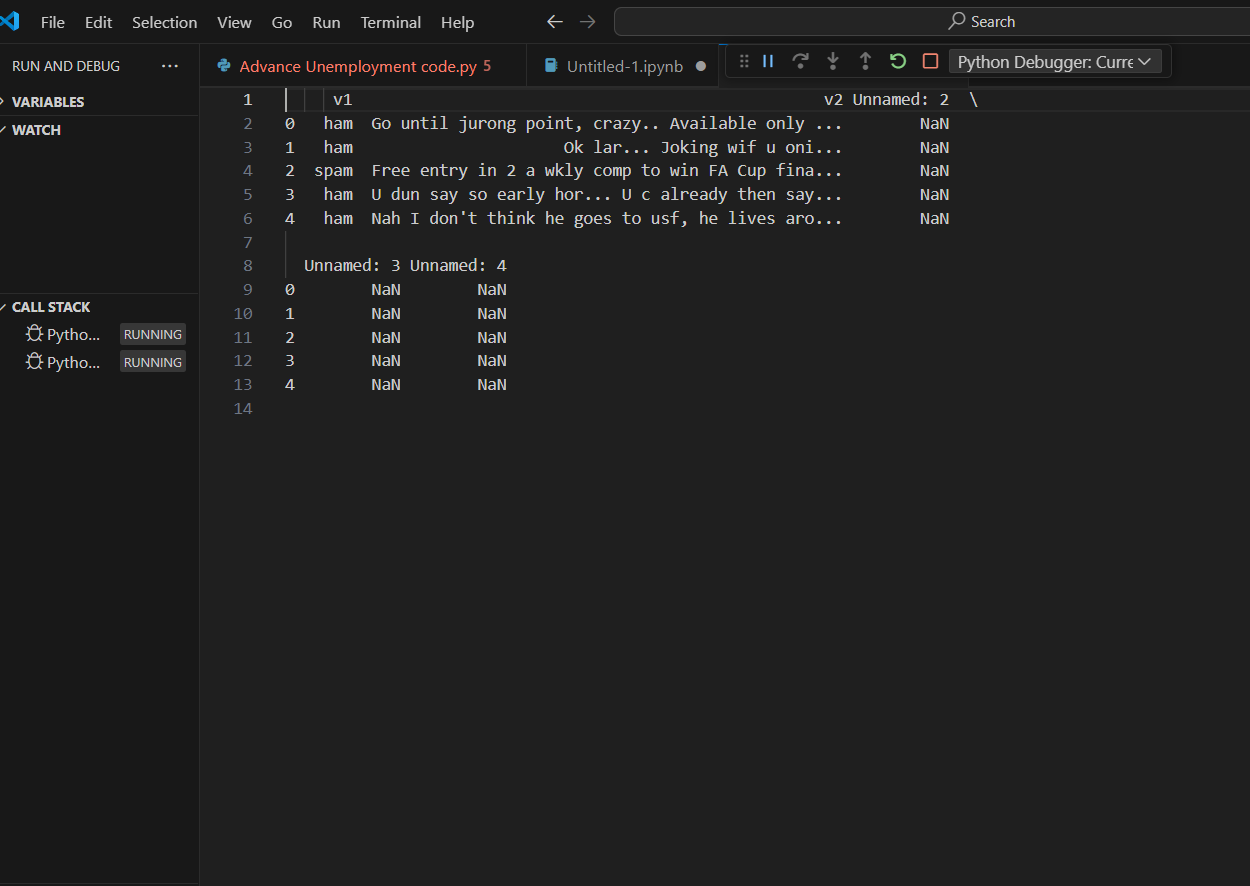 File Edit Selection View Go Run Terminal Help
Search
RUN AND DEBUG ...
Advance Unemployment code.py 5
Untitled-1.ipynb
Python Debugger: Curre
VARIABLES
WATCH
CALL STACK
Pytho... RUNNING
Pytho... RUNNING
1 v1 v2 Unnamed: 2 \
2 0 ham Go until jurong point, crazy.. Available only ... NaN
3 1 ham Ok lar... Joking wif u oni... NaN
4 2 spam Free entry in 2 a wkly comp to win FA Cup fina... NaN
5 3 ham U dun say so early hor... U c already then say... NaN
6 4 ham Nah I don't think he goes to usf, he lives aro... NaN
7
8 Unnamed: 3 Unnamed: 4
9 0 NaN NaN
10 1 NaN NaN
11 2 NaN NaN
12 3 NaN NaN
13 4 NaN NaN
14